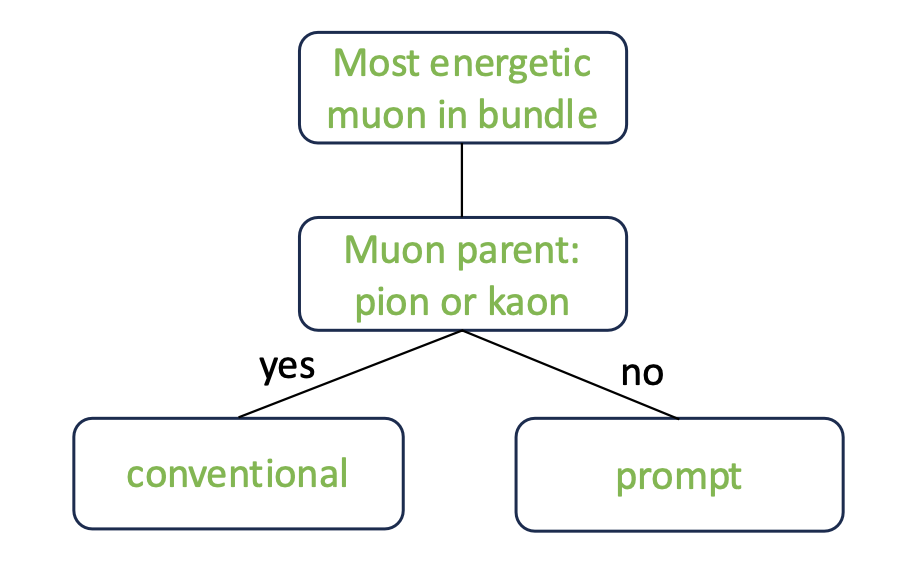 Most energetic
muon in bundle
Muon parent:
pion or kaon
yes
no
conventional
prompt